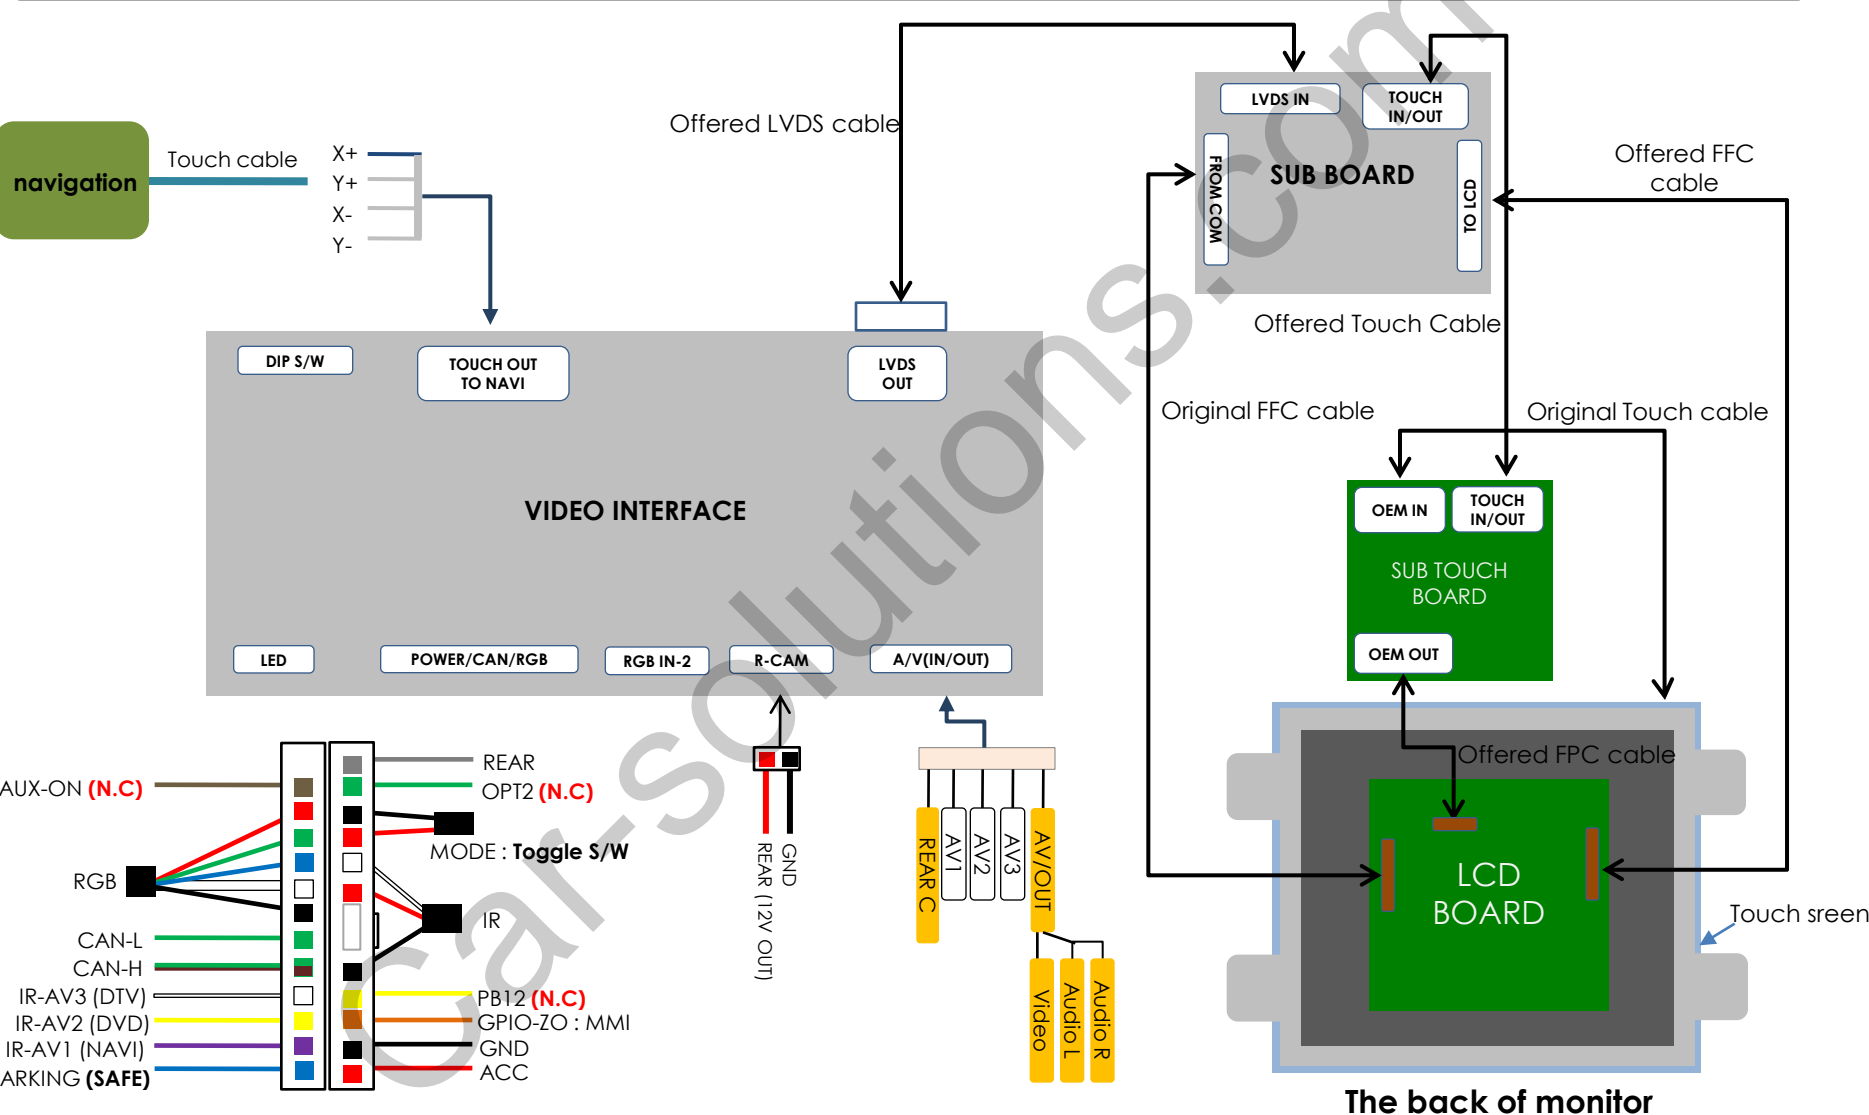 LVDS IN
TOUCH
IN/OUT
Offered LVDS cable
Touch cable
navigation
X+
Y+
X-
Y-
FROM COM
SUB BOARD
TO LCD
Offered FFC
cable
Offered Touch Cable
DIP S/W
TOUCH OUT
TO NAVI
LVDS
OUT
Original FFC cable
Original Touch cable
VIDEO INTERFACE
OEM IN
TOUCH
IN/OUT
SUB TOUCH
BOARD
OEM OUT
LED
POWER/CAN/RGB
RGB IN-2
R-CAM
A/V(IN/OUT)
Offered FPC cable
AUX-ON (N.C)
RGB
CAN-L
CAN-H
IR-AV3 (DTV)
IR-AV2 (DVD)
IR-AV1 (NAVI)
ARKING (SAFE)
REAR
OPT2 (N.C)
MODE : Toggle S/W
IR
PB12 (N.C)
GPIO-ZO : MMI
GND
ACC
REAR (12V OUT)
GND
REAR C
AV1
AV2
AV3
AV/OUT
Video
Audio L
Audio R
LCD
BOARD
Touch sreen
The back of monitor
Car-solutions.com